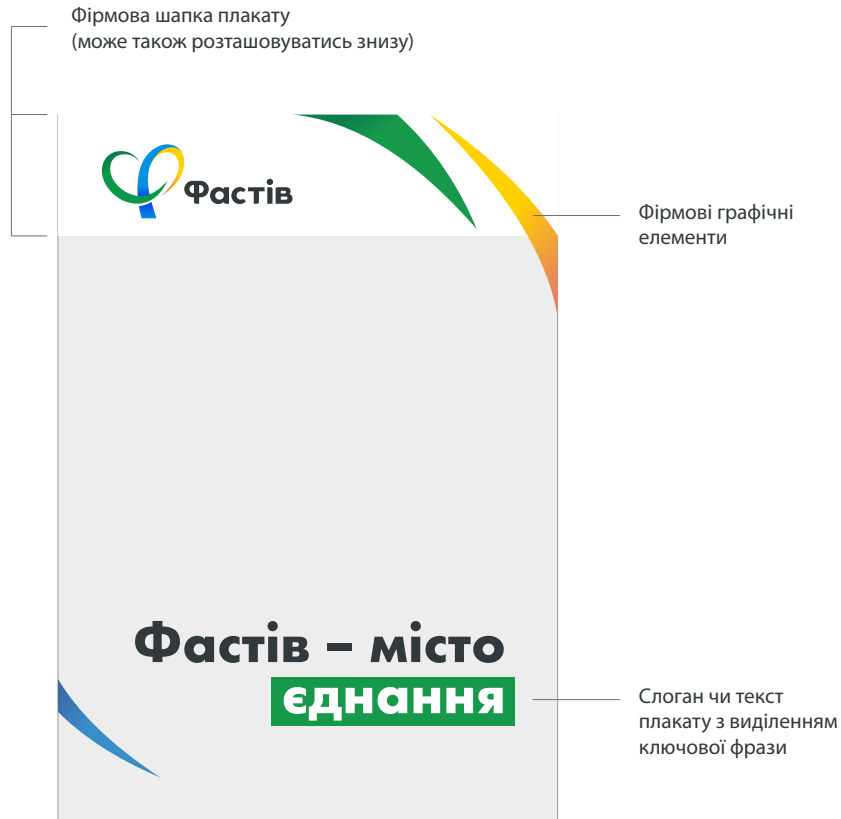 Фірмова шапка плакату
(може також розташовуватись знизу)
Фастів
Фірмові графічні
елементи
Фастів – місто
єднання
Слоган чи текст
плакату з виділенням
ключової фрази